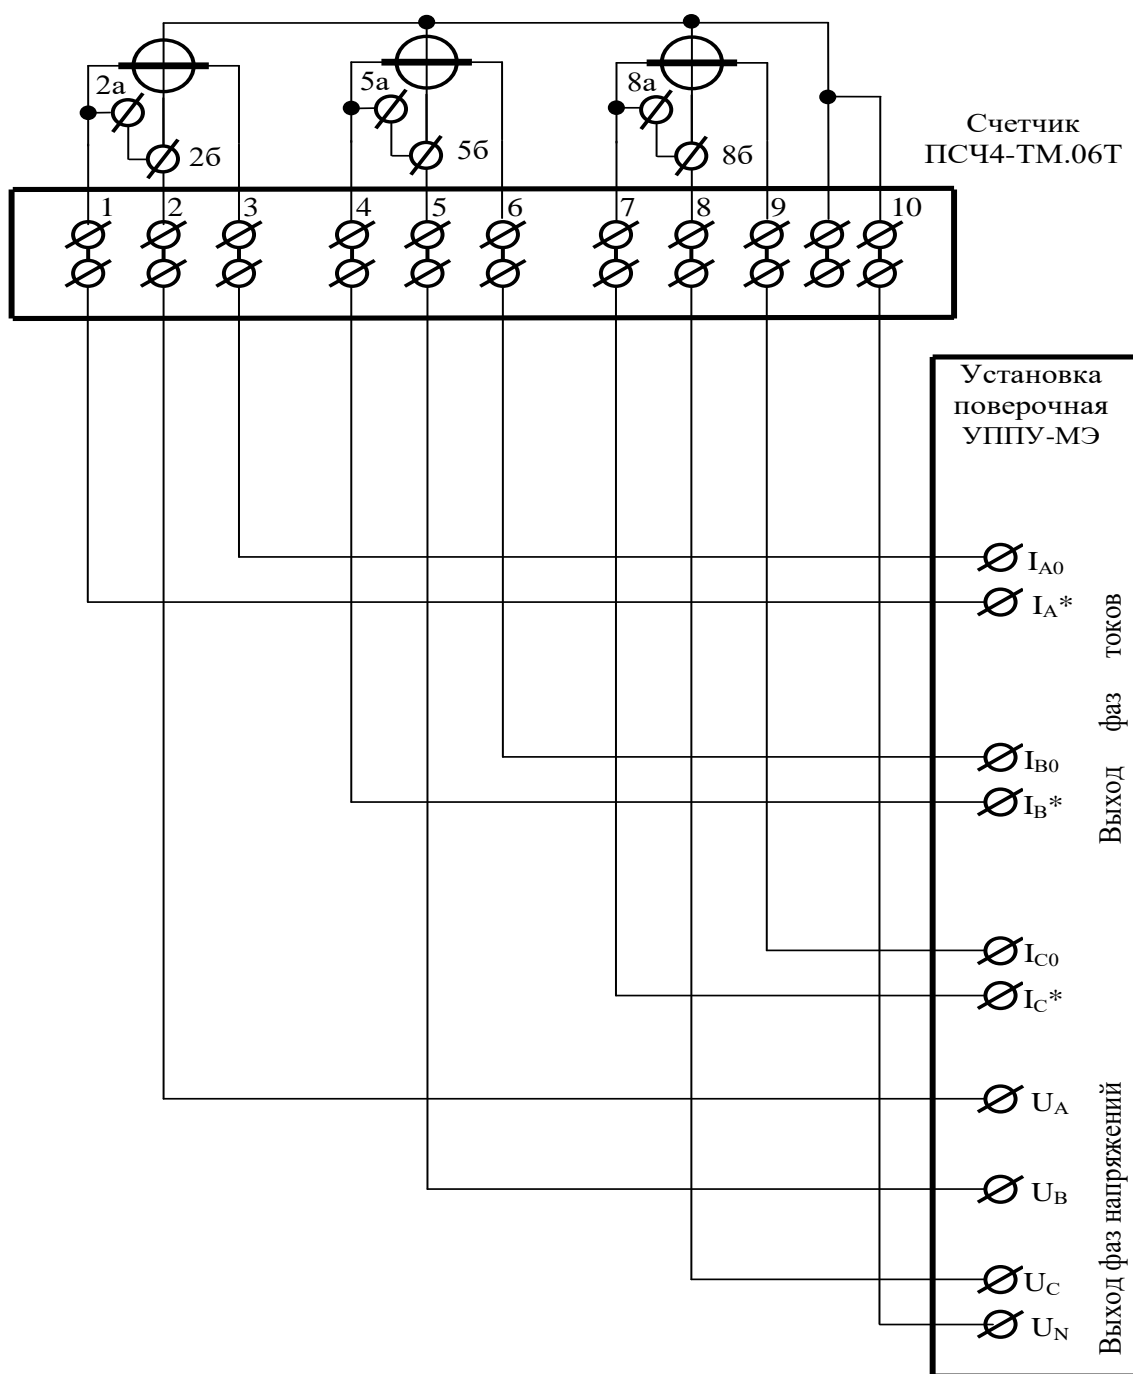 2а
5а
8а
Счетчик
ПСЧ4-ТМ.06Т
2б
5б
8б
1 2 3 4 5 6 7 8 9 10
Установка
поверочная
УППУ-МЭ
IA0
IA*
IB0
IB*
IC0
IC*
Выход фаз токов
UA
UB
UC
UN
Выход фаз напряжений